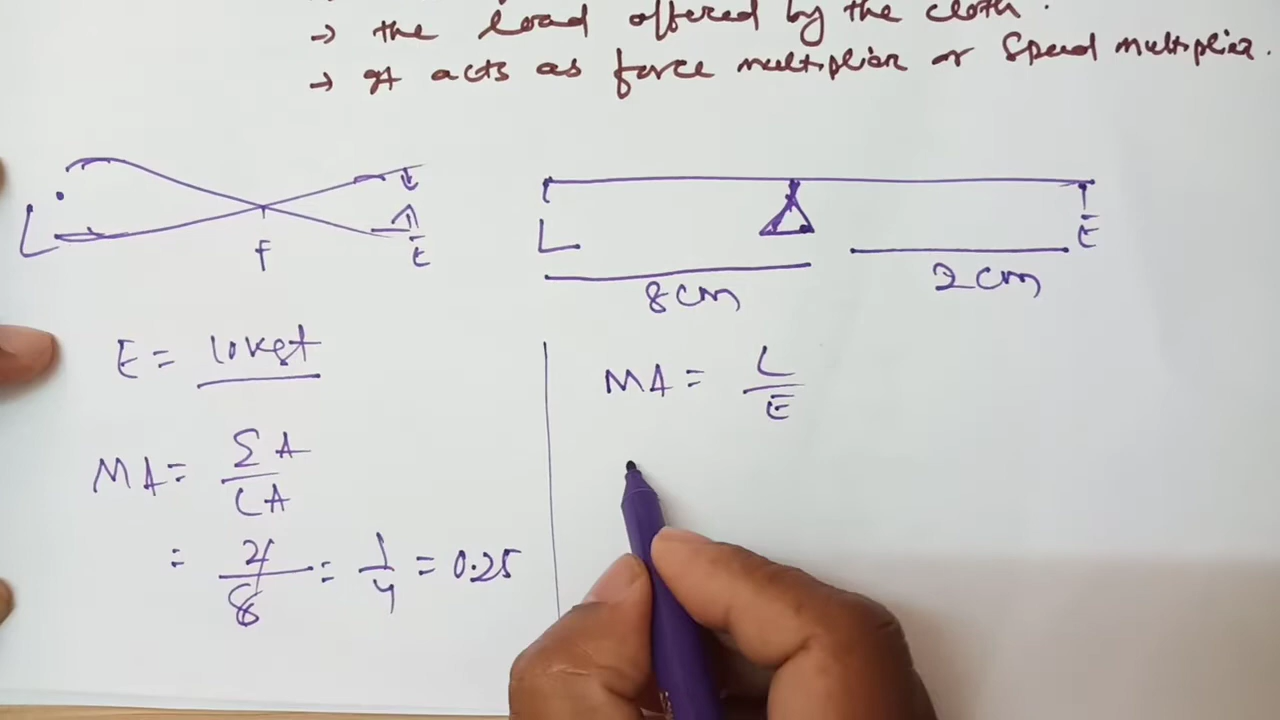 → the load offered by the cloth.
→ It acts as force multiplier or speed multiplier.
L
F
E
L
E
8cm
2cm
E = 10kgf
MA = EA
LA
= 2
8
= 1
4
= 0.25
MA = L
E